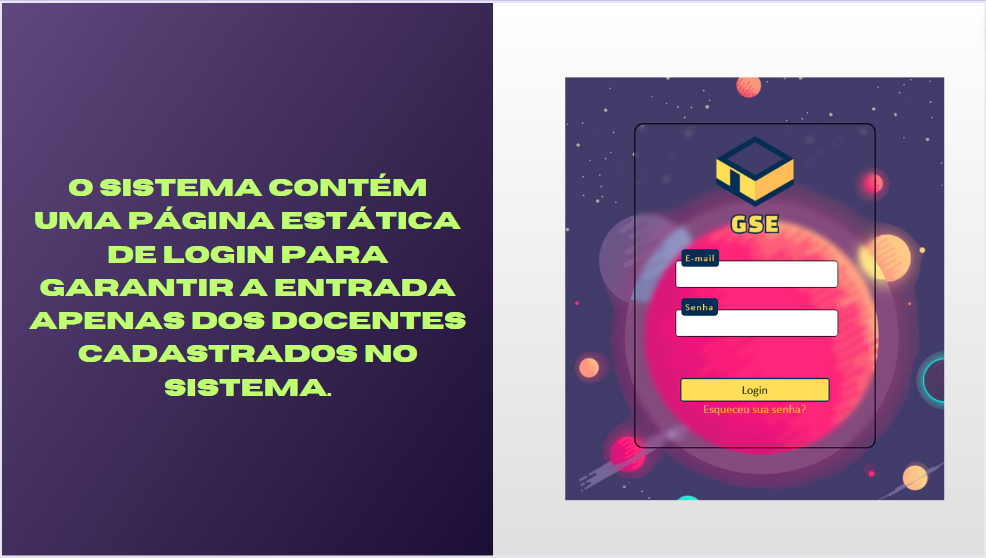 O SISTEMA CONTÉM
UMA PÁGINA ESTÁTICA
DE LOGIN PARA
GARANTIR A ENTRADA
APENAS DOS DOCENTES
CADASTRADOS NO
SISTEMA.
GSE
E-mail
Senha
Login
Esqueceu sua senha?